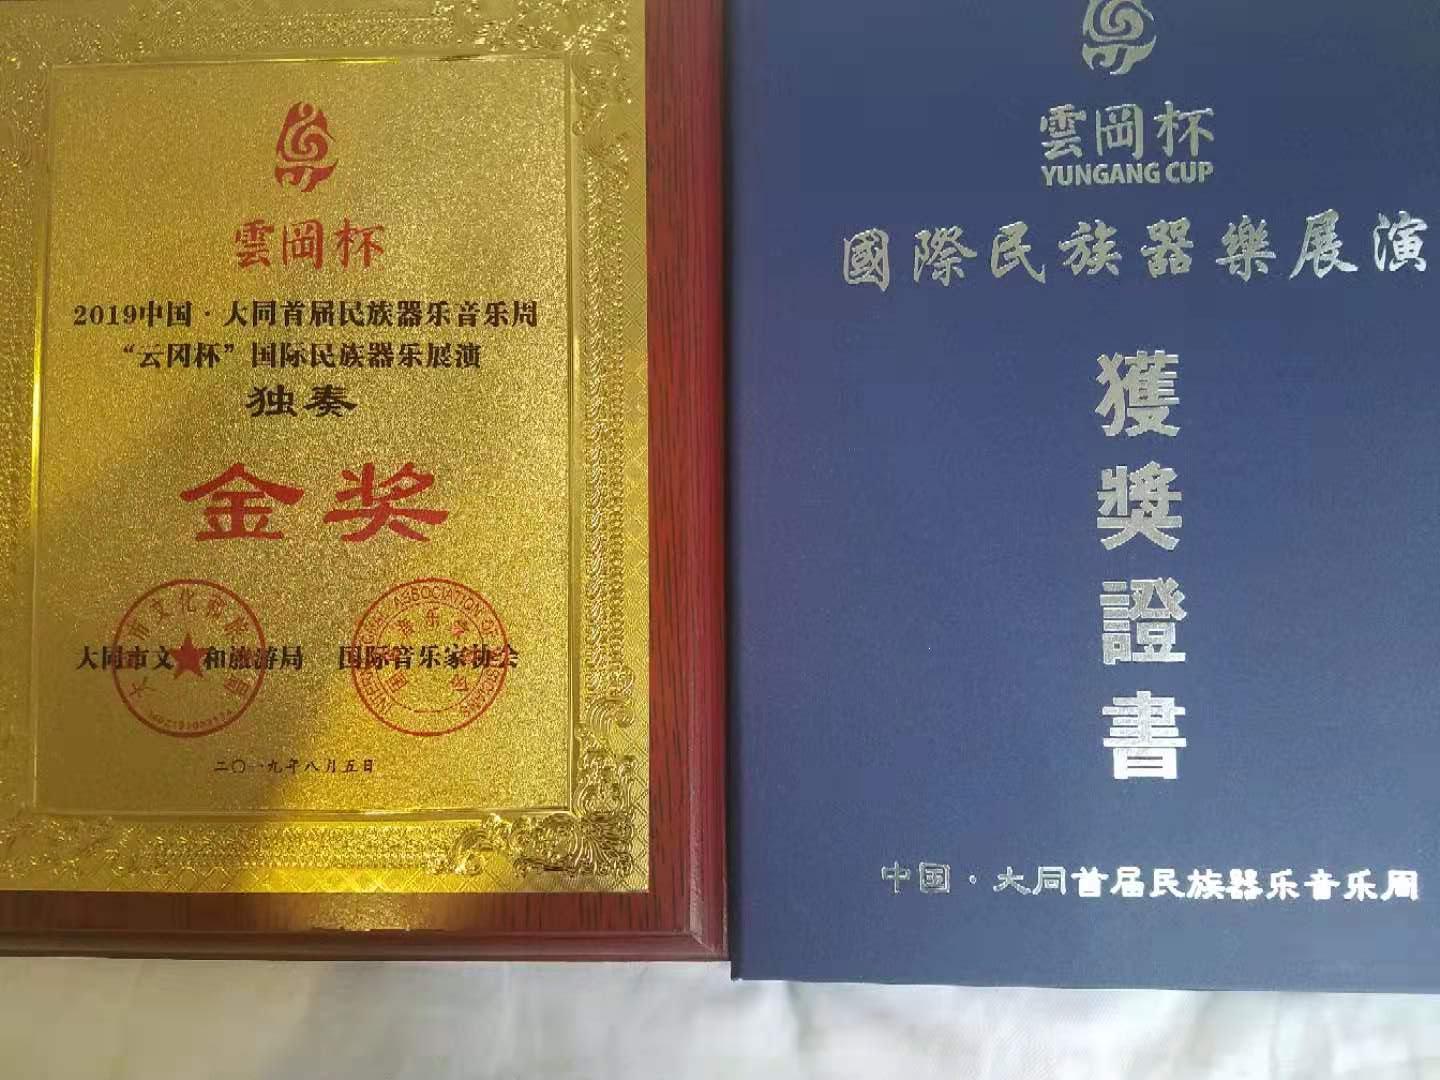 雲岡杯
2019中国·大同首届民族器乐音乐周
“云冈杯”国际民族器乐展演
独奏
金奖
大同市文化和旅游局
国际音乐家协会
二〇一九年八月五日
雲岡杯
YUNGANG CUP
國際民族器樂展演
獲獎證書
中国·大同首届民族器乐音乐周